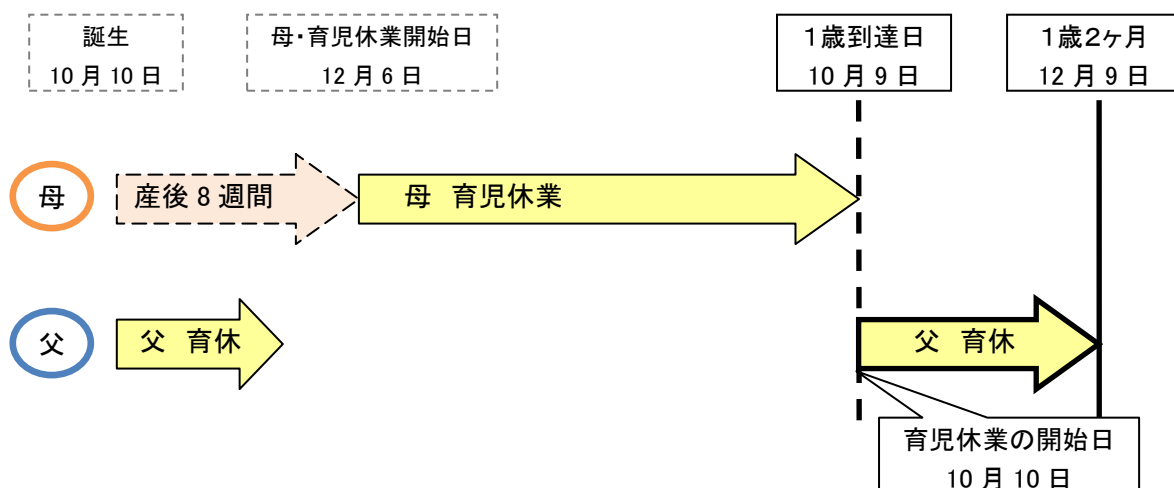 誕生
10月10日
母・育児休業開始日
12月6日
1歳到達日
10月9日
1歳2ヶ月
12月9日
母
産後8週間
母 育児休業
父
父 育休
父 育休
育児休業の開始日
10月10日